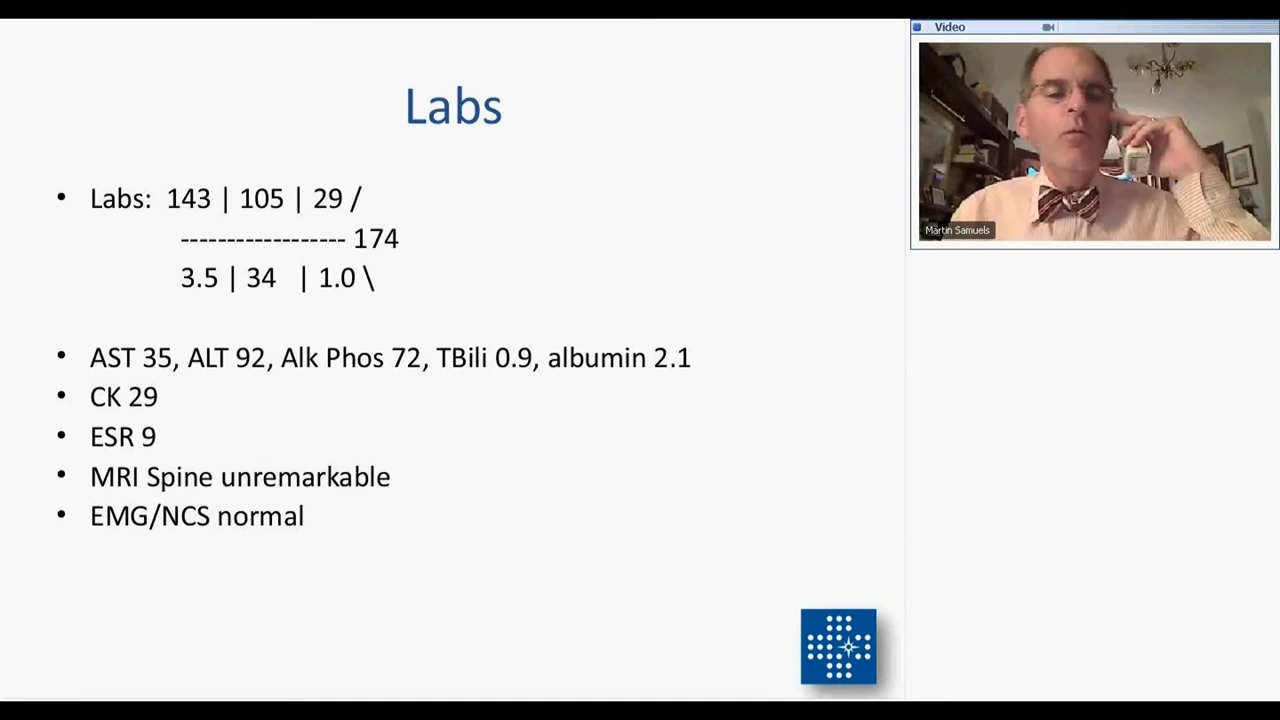 Labs
• Labs: 143 | 105 | 29 /
------------------ 174
3.5 | 34 | 1.0 \
• AST 35, ALT 92, Alk Phos 72, TBili 0.9, albumin 2.1
• CK 29
• ESR 9
• MRI Spine unremarkable
• EMG/NCS normal
Video
Martin Samuels